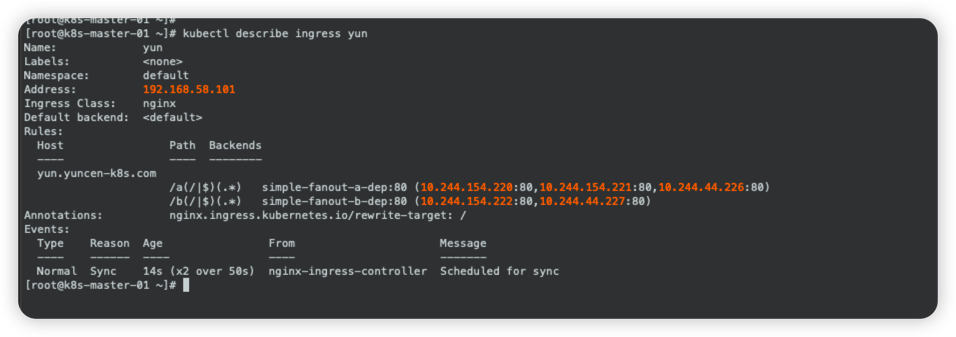 [root@k8s-master-01 ~]#
[root@k8s-master-01 ~]# kubectl describe ingress yun
Name:             yun
Labels:           <none>
Namespace:        default
Address:          192.168.58.101
Ingress Class:    nginx
Default backend:  <default>
Rules:
  Host                Path  Backends
  ----                ----  --------
  yun.yuncen-k8s.com
                      /a(/|$)(.*)   simple-fanout-a-dep:80 (10.244.154.220:80,10.244.154.221:80,10.244.44.226:80)
                      /b(/|$)(.*)   simple-fanout-b-dep:80 (10.244.154.222:80,10.244.44.227:80)
Annotations:          nginx.ingress.kubernetes.io/rewrite-target: /
Events:
  Type    Reason  Age                From                      Message
  ----    ------  ----               ----                      -------
  Normal  Sync    14s (x2 over 50s)  nginx-ingress-controller  Scheduled for sync
[root@k8s-master-01 ~]#